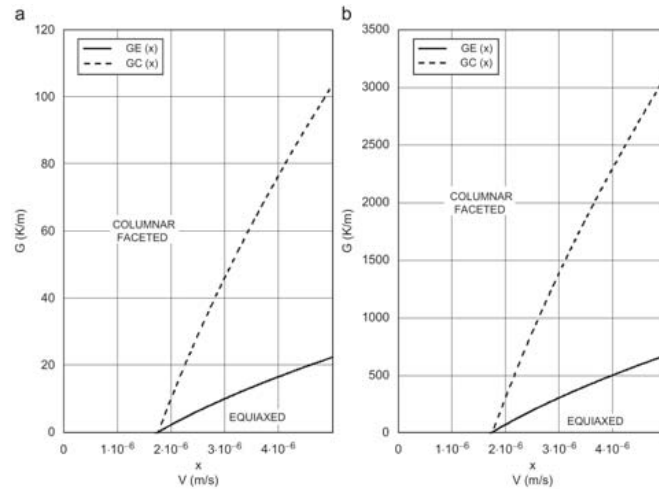 a
120
100
80
60
40
20
0
G (K/m)
GE (x)
GC (x)
COLUMNAR
FACETED
EQUIAXED
0
1·10⁻⁶
2·10⁻⁶
3·10⁻⁶
4·10⁻⁶
x
V (m/s)
b
3500
3000
2500
2000
1500
1000
500
0
G (K/m)
GE (x)
GC (x)
COLUMNAR
FACETED
EQUIAXED
0
1·10⁻⁶
2·10⁻⁶
3·10⁻⁶
4·10⁻⁶
x
V (m/s)